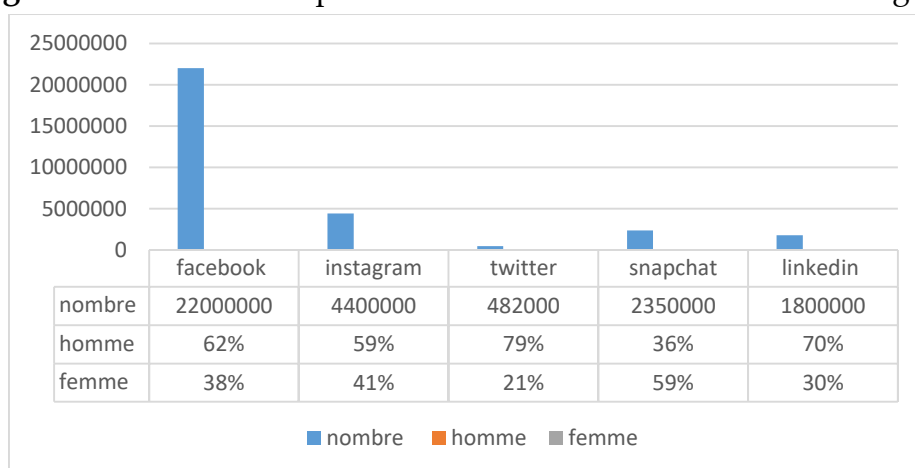 25000000
20000000
15000000
10000000
5000000
0
facebook instagram twitter snapchat linkedin
nombre 22000000 4400000 482000 2350000 1800000
homme 62% 59% 79% 36% 70%
femme 38% 41% 21% 59% 30%
nombre homme femme